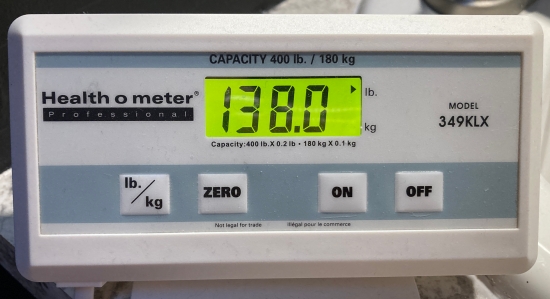 CAPACITY 400 lb. / 180 kg
Health o meter®
Professional
138.0
lb.
kg
MODEL
349KLX
Capacity:400 lb.X 0.2 lb • 180 kg X 0.1 kg
lb./kg
ZERO
ON
OFF
Not legal for trade
Illégal pour le commerce